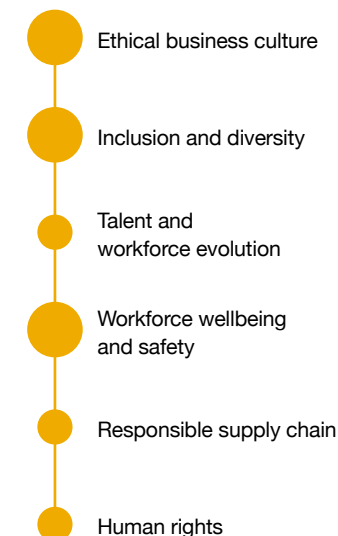 Ethical business culture
Inclusion and diversity
Talent and
workforce evolution
Workforce wellbeing
and safety
Responsible supply chain
Human rights